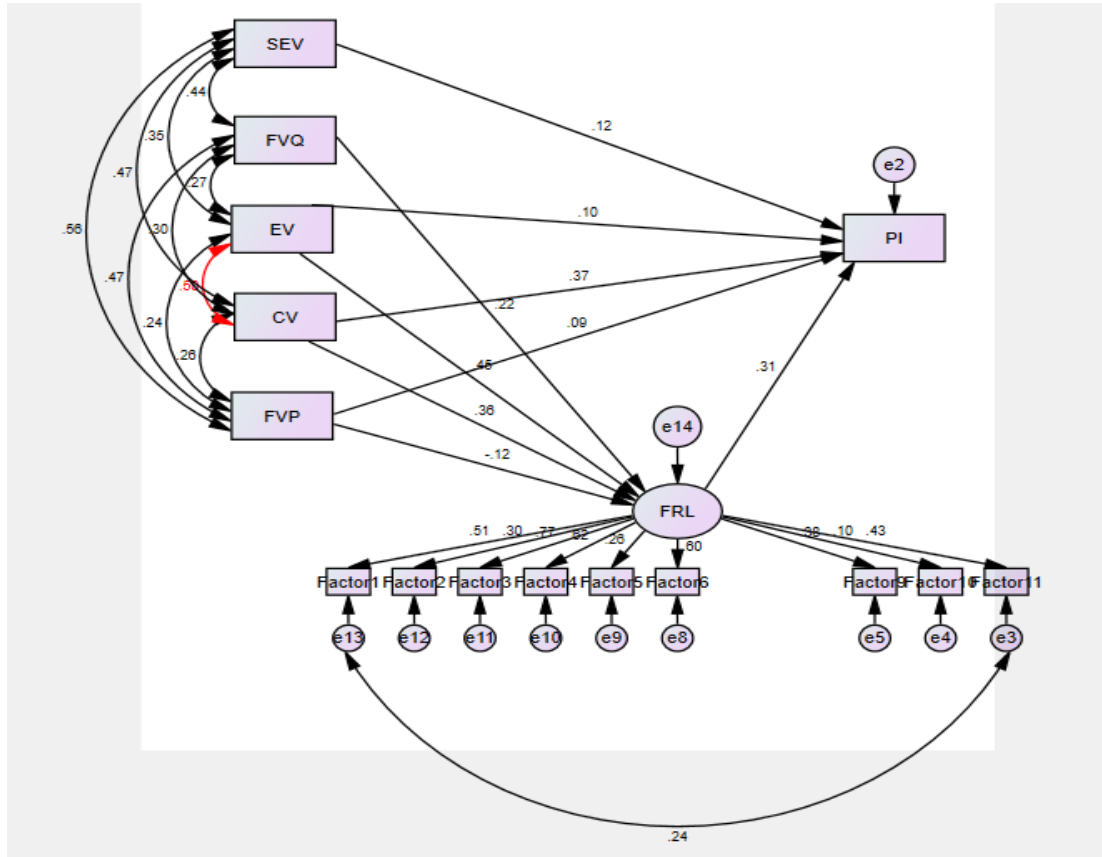 SEV
.44
FVQ
.35
.47
.27
.12
e2
.56
.30
EV
.10
PI
.47
.24
CV
.37
.22
.09
.26
.45
.31
.36
FVP
-.12
e14
FRL
.51
.30
.77
.62
.26
.60
.38
.10
.43
Factor1
Factor2
Factor3
Factor4
Factor5
Factor6
Factor9
Factor10
Factor11
e13
e12
e11
e10
e9
e8
e5
e4
e3
.24